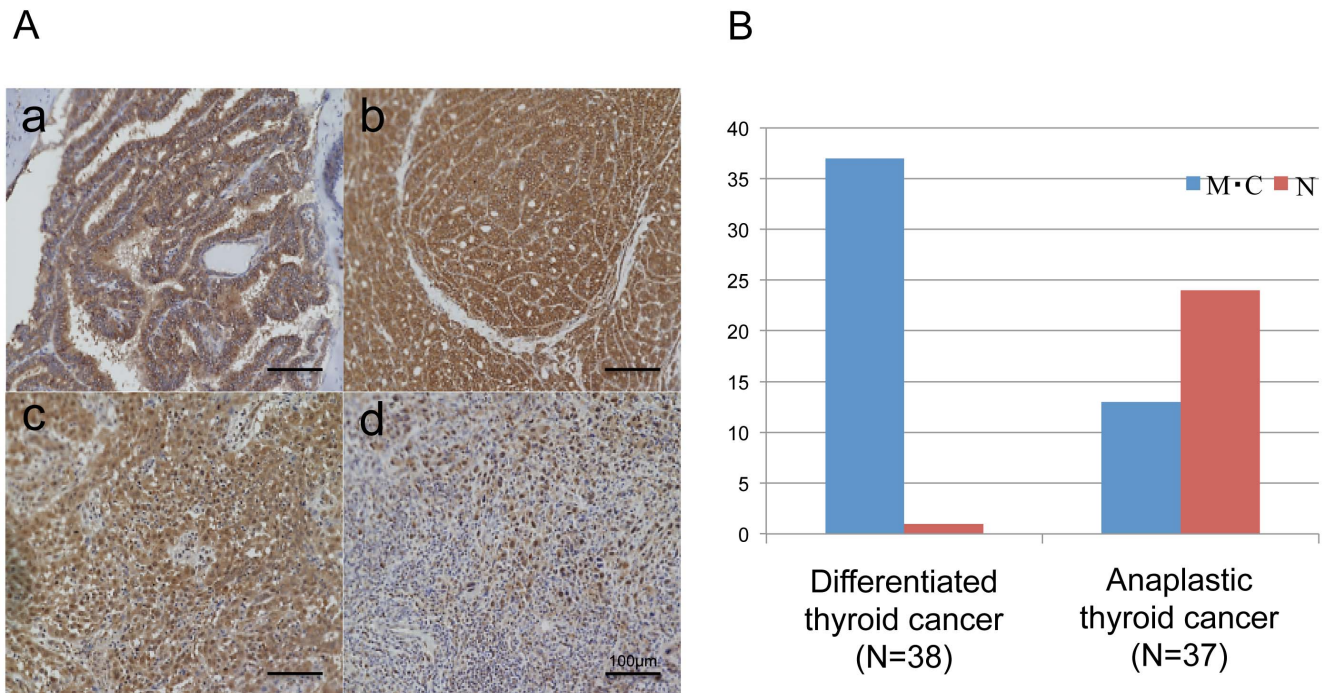 A
B
a
b
c
d
100μm
40
35
30
25
20
15
10
5
0
M・C N
Differentiated
thyroid cancer
(N=38)
Anaplastic
thyroid cancer
(N=37)